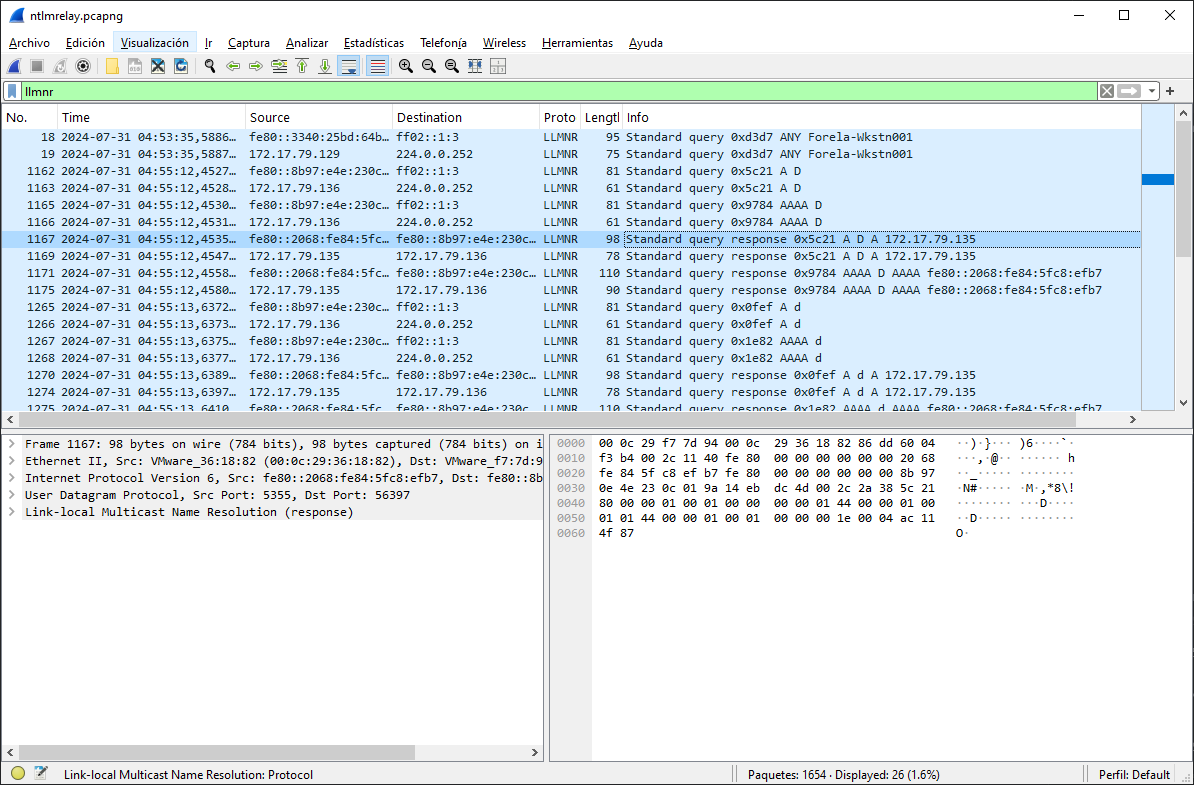 ntlmrelay.pcapng
Archivo Edición Visualización Ir Captura Analizar Estadísticas Telefonía Wireless Herramientas Ayuda
llmnr
No. Time Source Destination Proto Lengtl Info
18 2024-07-31 04:53:35,5886… fe80::3340:25bd:64b… ff02::1:3 LLMNR 95 Standard query 0xd3d7 ANY Forela-Wkstn001
19 2024-07-31 04:53:35,5887… 172.17.79.129 224.0.0.252 LLMNR 75 Standard query 0xd3d7 ANY Forela-Wkstn001
1162 2024-07-31 04:55:12,4527… fe80::8b97:e4e:230c… ff02::1:3 LLMNR 81 Standard query 0x5c21 A D
1163 2024-07-31 04:55:12,4528… 172.17.79.136 224.0.0.252 LLMNR 61 Standard query 0x5c21 A D
1165 2024-07-31 04:55:12,4530… fe80::8b97:e4e:230c… ff02::1:3 LLMNR 81 Standard query 0x9784 AAAA D
1166 2024-07-31 04:55:12,4531… 172.17.79.136 224.0.0.252 LLMNR 61 Standard query 0x9784 AAAA D
1167 2024-07-31 04:55:12,4535… fe80::2068:fe84:5fc… fe80::8b97:e4e:230c… LLMNR 98 Standard query response 0x5c21 A D A 172.17.79.135
1169 2024-07-31 04:55:12,4547… 172.17.79.135 172.17.79.136 LLMNR 78 Standard query response 0x5c21 A D A 172.17.79.135
1171 2024-07-31 04:55:12,4558… fe80::2068:fe84:5fc… fe80::8b97:e4e:230c… LLMNR 110 Standard query response 0x9784 AAAA D AAAA fe80::2068:fe84:5fc8:efb7
1175 2024-07-31 04:55:12,4580… 172.17.79.135 172.17.79.136 LLMNR 90 Standard query response 0x9784 AAAA D AAAA fe80::2068:fe84:5fc8:efb7
1265 2024-07-31 04:55:13,6372… fe80::8b97:e4e:230c… ff02::1:3 LLMNR 81 Standard query 0x0fef A d
1266 2024-07-31 04:55:13,6373… 172.17.79.136 224.0.0.252 LLMNR 61 Standard query 0x0fef A d
1267 2024-07-31 04:55:13,6375… fe80::8b97:e4e:230c… ff02::1:3 LLMNR 81 Standard query 0x1e82 AAAA d
1268 2024-07-31 04:55:13,6377… 172.17.79.136 224.0.0.252 LLMNR 61 Standard query 0x1e82 AAAA d
1270 2024-07-31 04:55:13,6389… fe80::2068:fe84:5fc… fe80::8b97:e4e:230c… LLMNR 98 Standard query response 0x0fef A d A 172.17.79.135
1274 2024-07-31 04:55:13,6397… 172.17.79.135 172.17.79.136 LLMNR 78 Standard query response 0x0fef A d A 172.17.79.135
1275 2024-07-31 04:55:13,6410… fe80::2068:fe84:5fc… fe80::8b97:e4e:230c… LLMNR 110 Standard query response 0x1e82 AAAA d AAAA fe80::2068:fe84:5fc8:efb7
Frame 1167: 98 bytes on wire (784 bits), 98 bytes captured (784 bits) on i
Ethernet II, Src: VMware_36:18:82 (00:0c:29:36:18:82), Dst: VMware_f7:7d:9
Internet Protocol Version 6, Src: fe80::2068:fe84:5fc8:efb7, Dst: fe80::8b
User Datagram Protocol, Src Port: 5355, Dst Port: 56397
Link-local Multicast Name Resolution (response)
0000 00 0c 29 f7 7d 94 00 0c 29 36 18 82 86 dd 60 04 ··)·}··· )6····`·
0010 f3 b4 00 2c 11 40 fe 80 00 00 00 00 00 00 20 68 ···,·@·· ······ h
0020 fe 84 5f c8 ef b7 fe 80 00 00 00 00 00 00 8b 97 ··_····· ········
0030 0e 4e 23 0c 01 9a 14 eb dc 4d 00 2c 2a 38 5c 21 ·N#····· ·M·,*8\!
0040 80 00 00 01 00 01 00 00 00 00 01 44 00 00 01 00 ········ ···D····
0050 01 01 44 00 00 01 00 01 00 00 00 1e 00 04 ac 11 ··D····· ········
0060 4f 87 O·
Link-local Multicast Name Resolution: Protocol
Paquetes: 1654 · Displayed: 26 (1.6%)
Perfil: Default